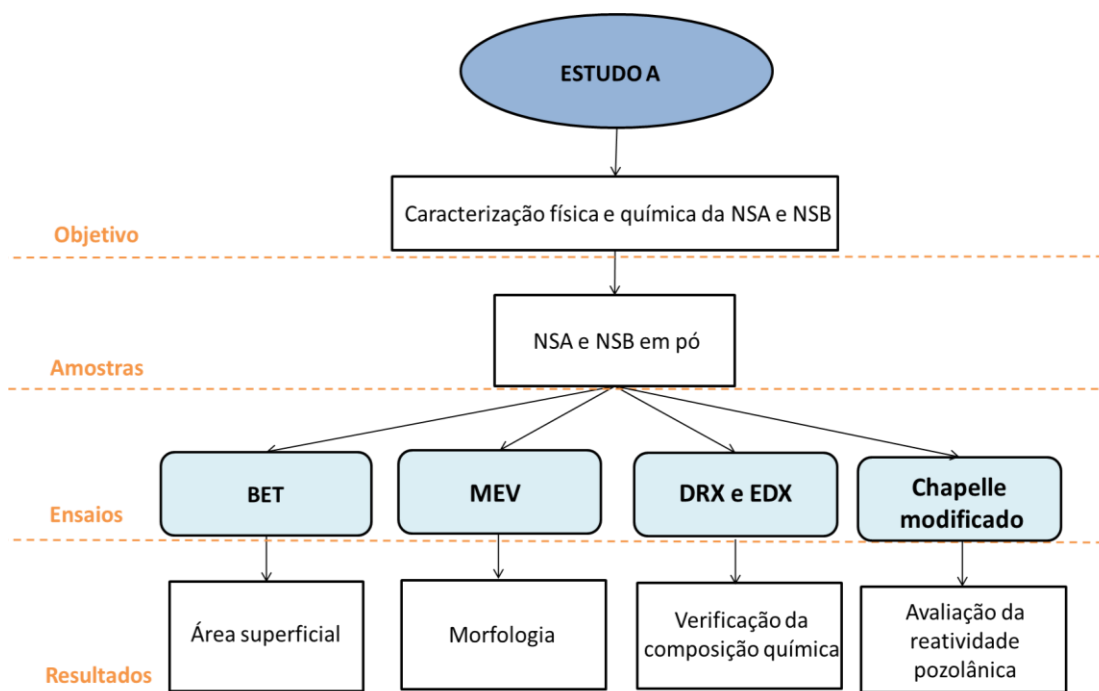 ESTUDO A
Caracterização física e química da NSA e NSB
Objetivo
NSA e NSB em pó
Amostras
BET
MEV
DRX e EDX
Chapelle
modificado
Ensaios
Área superficial
Morfologia
Verificação da
composição química
Avaliação da
reatividade
pozolânica
Resultados